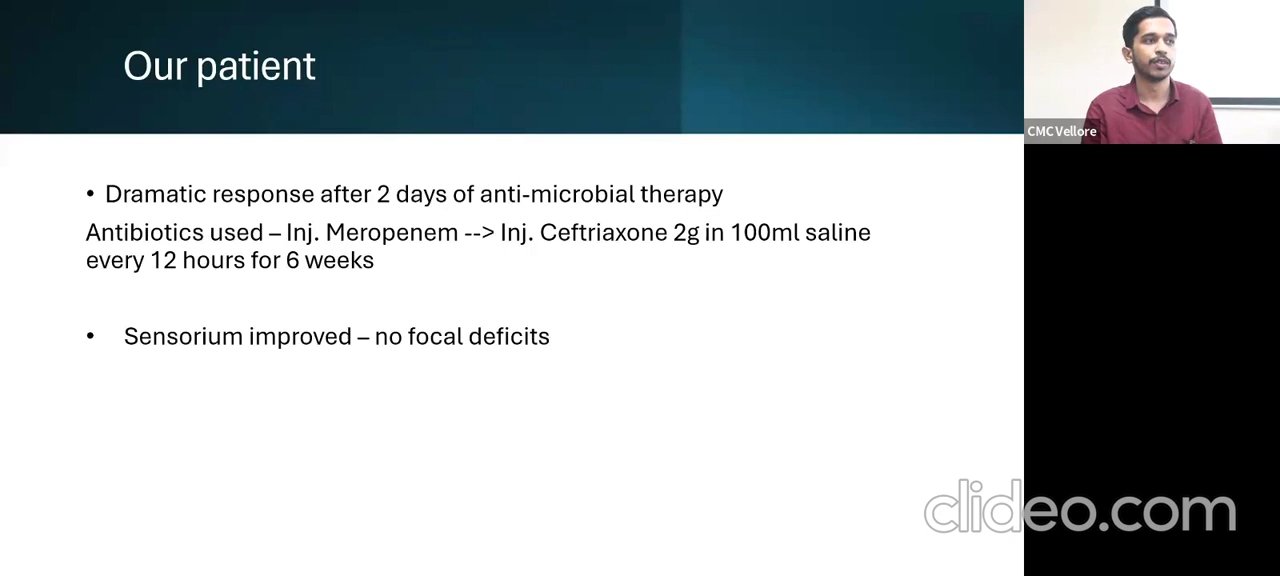 Our patient
• Dramatic response after 2 days of anti-microbial therapy
Antibiotics used – Inj. Meropenem --> Inj. Ceftriaxone 2g in 100ml saline
every 12 hours for 6 weeks
• Sensorium improved – no focal deficits
CMC Vellore
clideo.com